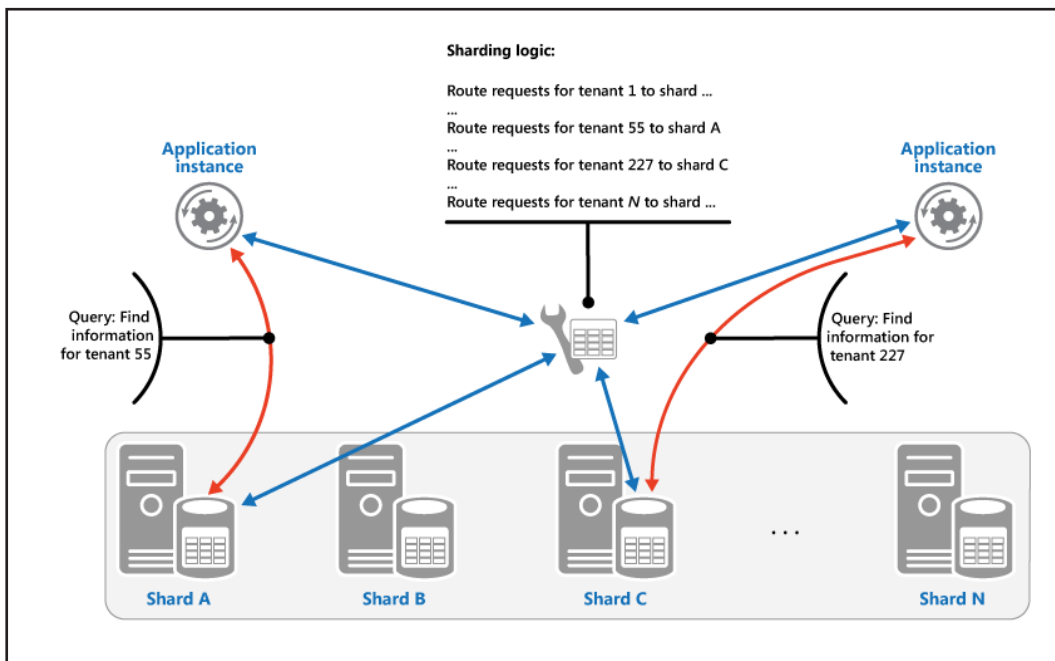 Sharding logic:
Route requests for tenant 1 to shard ...
...
Route requests for tenant 55 to shard A
...
Route requests for tenant 227 to shard C
...
Route requests for tenant N to shard ...
Application
instance
Application
instance
Query: Find
information
for tenant 55
Query: Find
information for
tenant 227
...
Shard A
Shard B
Shard C
Shard N